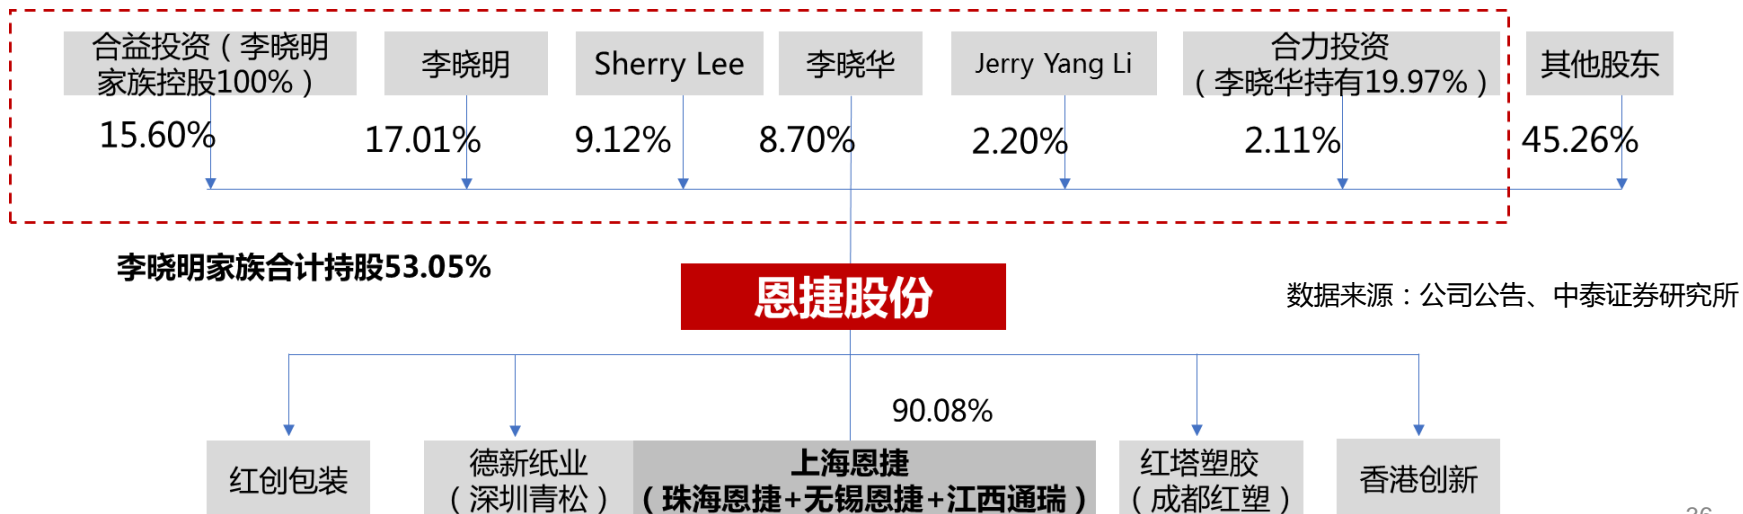 合益投资（李晓明
家族控股100%）
李晓明
Sherry Lee
李晓华
Jerry Yang Li
合力投资
（李晓华持有19.97%）
其他股东
15.60%
17.01%
9.12%
8.70%
2.20%
2.11%
45.26%
李晓明家族合计持股53.05%
恩捷股份
数据来源：公司公告、中泰证券研究所
90.08%
红创包装
德新纸业
（深圳青松）
上海恩捷
（珠海恩捷+无锡恩捷+江西通瑞）
红塔塑胶
（成都红塑）
香港创新